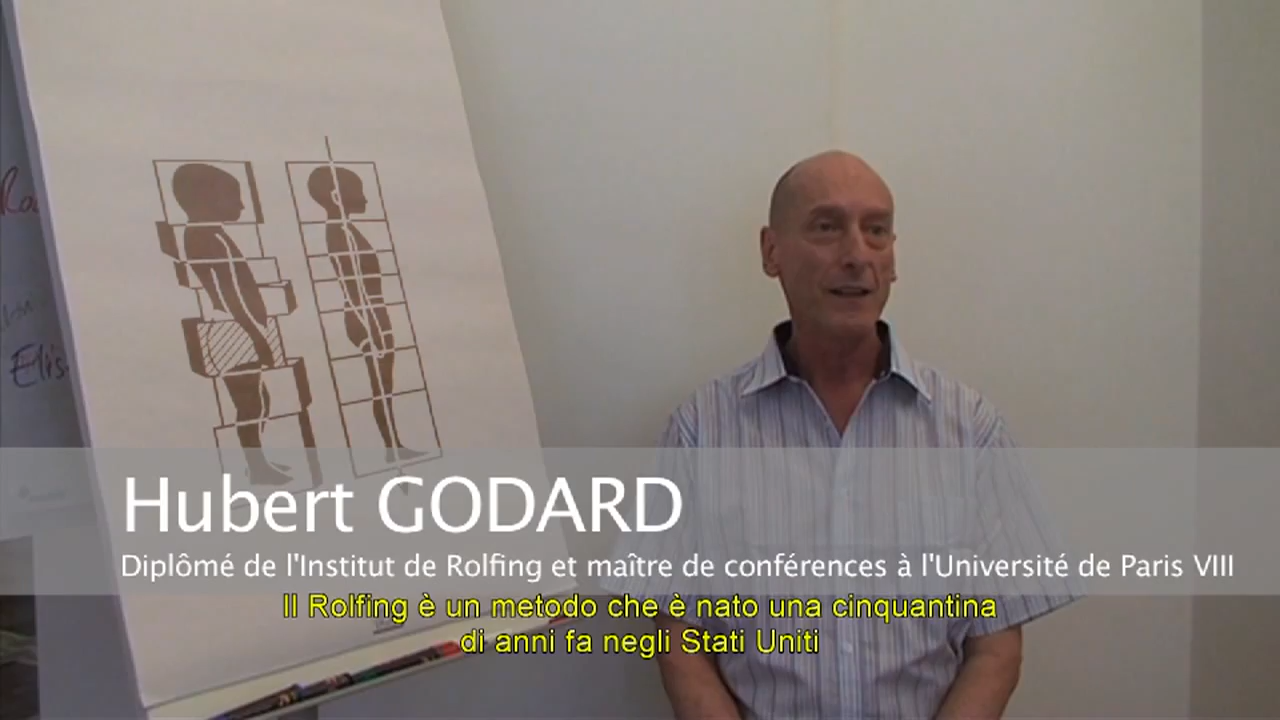 Hubert GODARD
Diplômé de l'Institut de Rolfing et maître de conférences à l'Université de Paris VIII
Il Rolfing è un metodo che è nato una cinquantina
di anni fa negli Stati Uniti